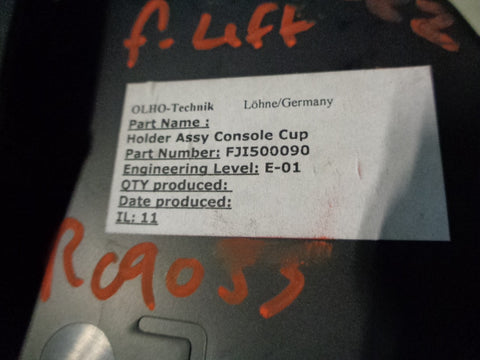 f. Left
OLHO-Technik Löhne/Germany
Part Name :
Holder Assy Console Cup
Part Number: FJI500090
Engineering Level: E-01
QTY produced:
Date produced:
IL: 11